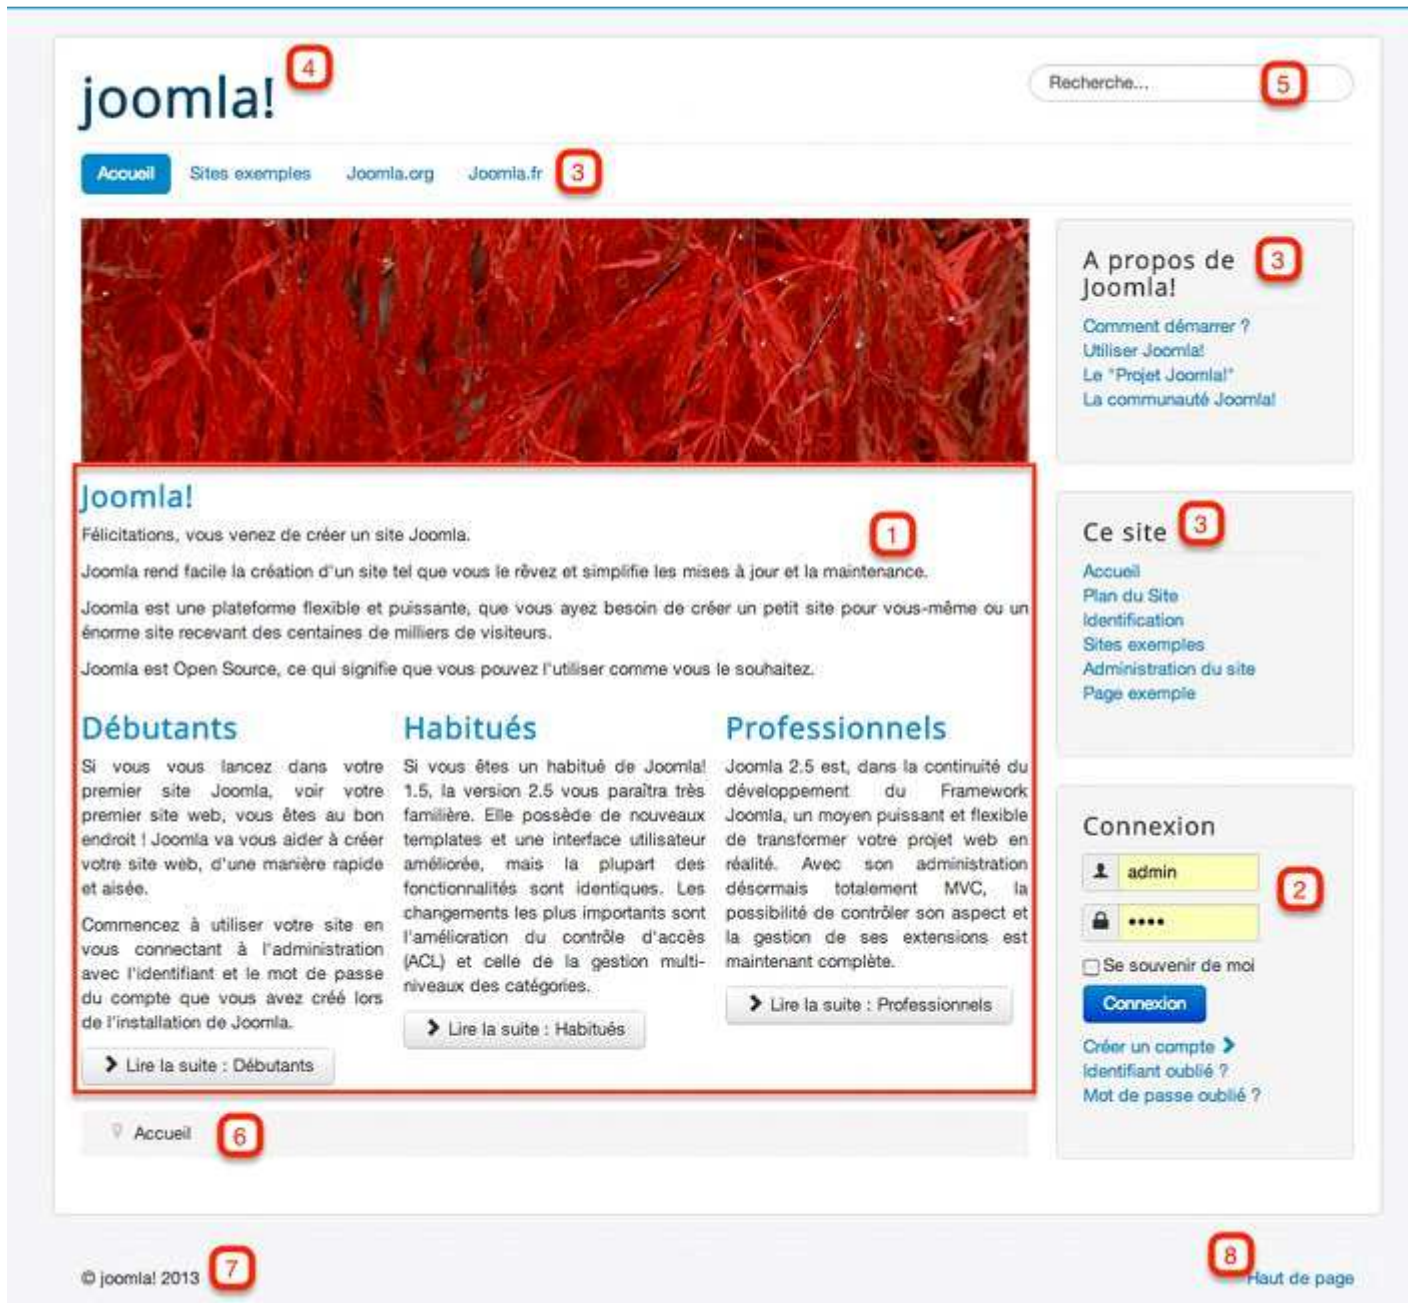 joomla! 4
Recherche... 5
Accueil Sites exemples Joomla.org Joomla.fr 3
A propos de 3
Joomla!
Comment démarrer ?
Utiliser Joomla!
Le "Projet Joomla!"
La communauté Joomla!
Joomla!
1
Félicitations, vous venez de créer un site Joomla.
Joomla rend facile la création d'un site tel que vous le rêvez et simplifie les mises à jour et la maintenance.
Joomla est une plateforme flexible et puissante, que vous ayez besoin de créer un petit site pour vous-même ou un
énorme site recevant des centaines de milliers de visiteurs.
Joomla est Open Source, ce qui signifie que vous pouvez l'utiliser comme vous le souhaitez.
Débutants
Si vous vous lancez dans votre
premier site Joomla, voir votre
premier site web, vous êtes au bon
endroit ! Joomla va vous aider à créer
votre site web, d'une manière rapide
et aisée.
Commencez à utiliser votre site en
vous connectant à l'administration
avec l'identifiant et le mot de passe
du compte que vous avez créé lors
de l'installation de Joomla.
Lire la suite : Débutants
Habitués
Si vous êtes un habitué de Joomla!
1.5, la version 2.5 vous paraîtra très
familière. Elle possède de nouveaux
templates et une interface utilisateur
améliorée, mais la plupart des
fonctionnalités sont identiques. Les
changements les plus importants sont
l'amélioration du contrôle d'accès
(ACL) et celle de la gestion multi-
niveaux des catégories.
Lire la suite : Habitués
Professionnels
Joomla 2.5 est, dans la continuité du
développement du Framework
Joomla, un moyen puissant et flexible
de transformer votre projet web en
réalité. Avec son administration
désormais totalement MVC, la
possibilité de contrôler son aspect et
la gestion de ses extensions est
maintenant complète.
Lire la suite : Professionnels
Ce site 3
Accueil
Plan du Site
Identification
Sites exemples
Administration du site
Page exemple
Connexion
admin
2
••••
Se souvenir de moi
Connexion
Créer un compte
Identifiant oublié ?
Mot de passe oublié ?
Accueil 6
© joomla! 2013 7
8
Haut de page